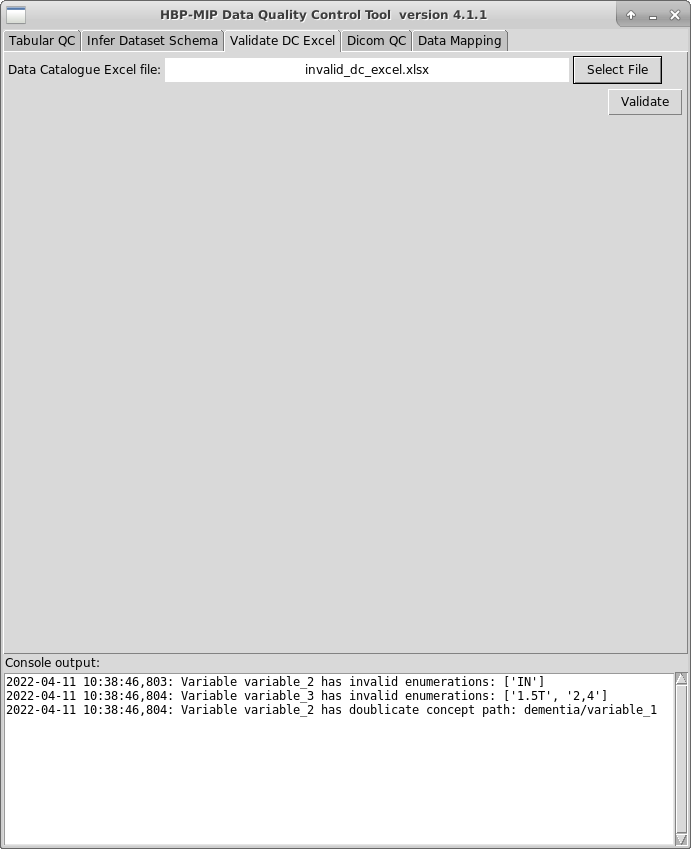 HBP-MIP Data Quality Control Tool  version 4.1.1
Tabular QC Infer Dataset Schema Validate DC Excel Dicom QC Data Mapping
Data Catalogue Excel file: invalid_dc_excel.xlsx Select File
Validate
Console output:
2022-04-11 10:38:46,803: Variable variable_2 has invalid enumerations: ['IN']
2022-04-11 10:38:46,804: Variable variable_3 has invalid enumerations: ['1.5T', '2,4']
2022-04-11 10:38:46,804: Variable variable_2 has doublicate concept path: dementia/variable_1